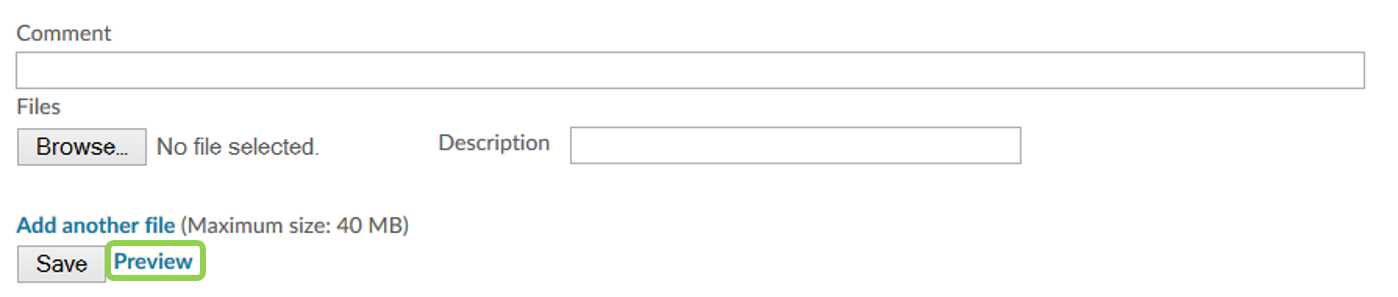 Comment
Files
Browse... No file selected. Description
Add another file (Maximum size: 40 MB)
Save Preview